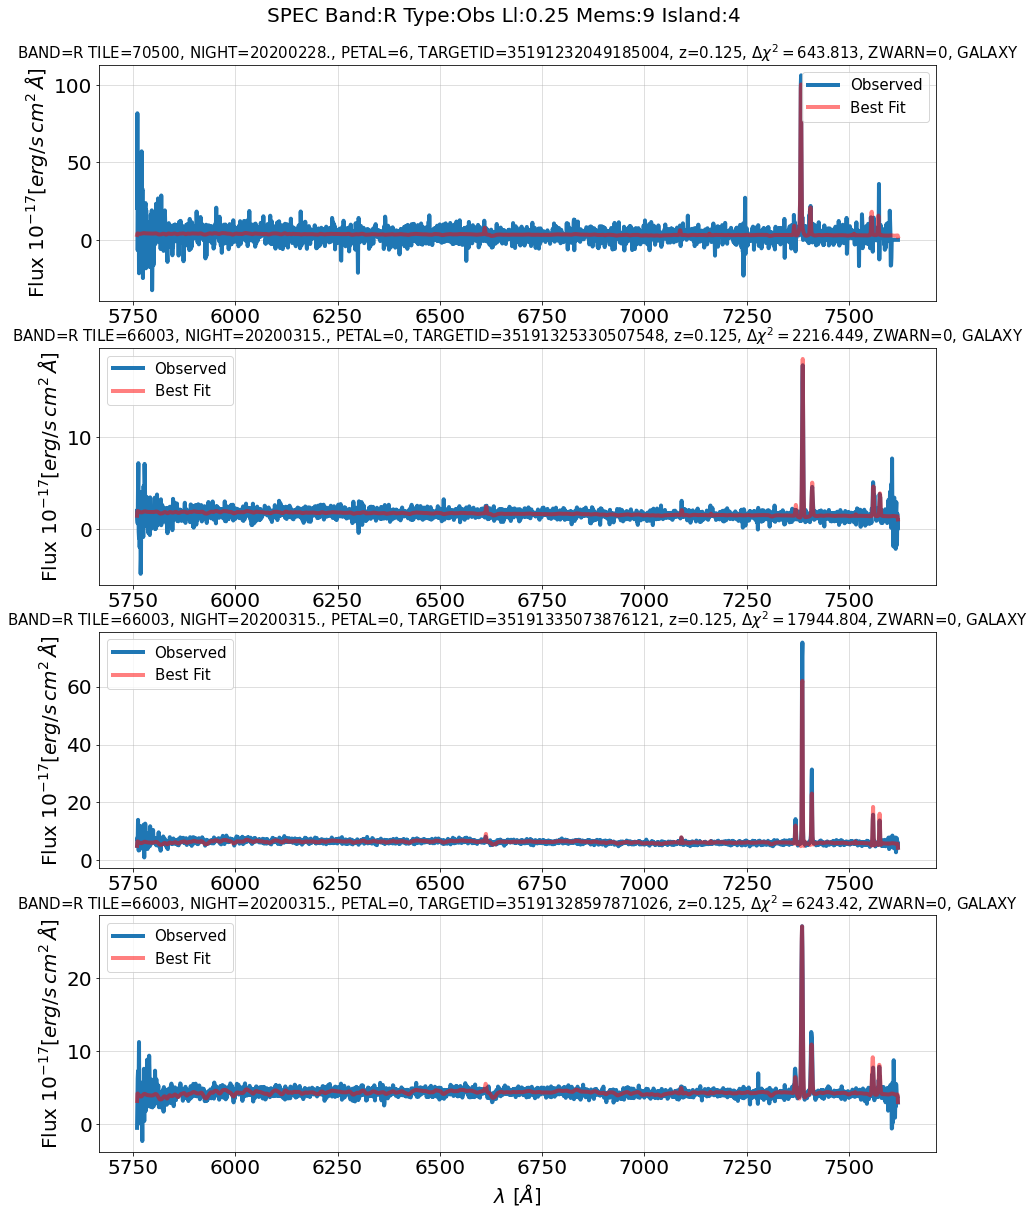 SPEC Band:R Type:Obs Ll:0.25 Mems:9 Island:4
BAND=R TILE=70500, NIGHT=20200228., PETAL=6, TARGETID=35191232049185004, z=0.125, Δχ² = 643.813, ZWARN=0, GALAXY
Flux 10⁻¹⁷[erg/s cm² Å]
100
50
0
Observed
Best Fit
5750 6000 6250 6500 6750 7000 7250 7500
BAND=R TILE=66003, NIGHT=20200315., PETAL=0, TARGETID=35191325330507548, z=0.125, Δχ² = 2216.449, ZWARN=0, GALAXY
Flux 10⁻¹⁷[erg/s cm² Å]
10
0
Observed
Best Fit
5750 6000 6250 6500 6750 7000 7250 7500
BAND=R TILE=66003, NIGHT=20200315., PETAL=0, TARGETID=35191335073876121, z=0.125, Δχ² = 17944.804, ZWARN=0, GALAXY
Flux 10⁻¹⁷[erg/s cm² Å]
60
40
20
0
Observed
Best Fit
5750 6000 6250 6500 6750 7000 7250 7500
BAND=R TILE=66003, NIGHT=20200315., PETAL=0, TARGETID=35191328597871026, z=0.125, Δχ² = 6243.42, ZWARN=0, GALAXY
Flux 10⁻¹⁷[erg/s cm² Å]
20
10
0
Observed
Best Fit
5750 6000 6250 6500 6750 7000 7250 7500
λ [Å]